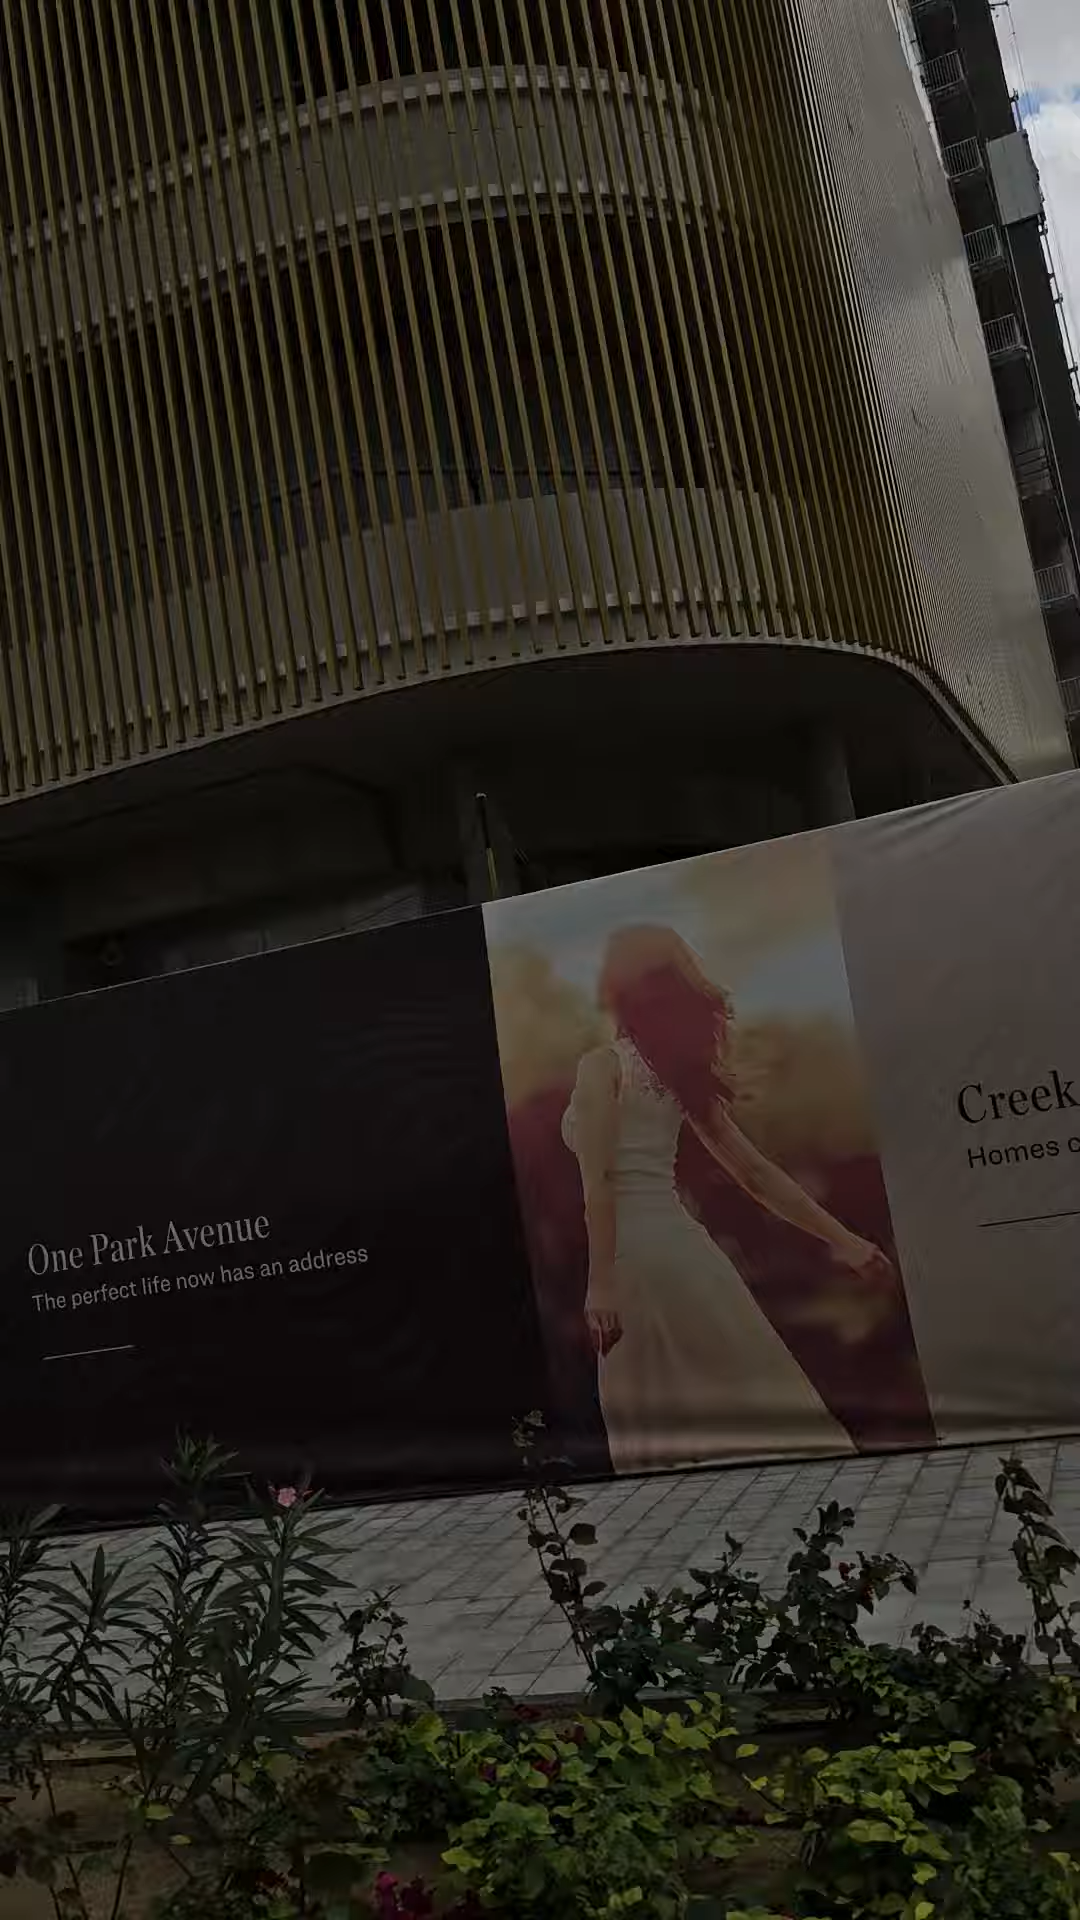 One Park Avenue
The perfect life now has an address
Creek
Homes